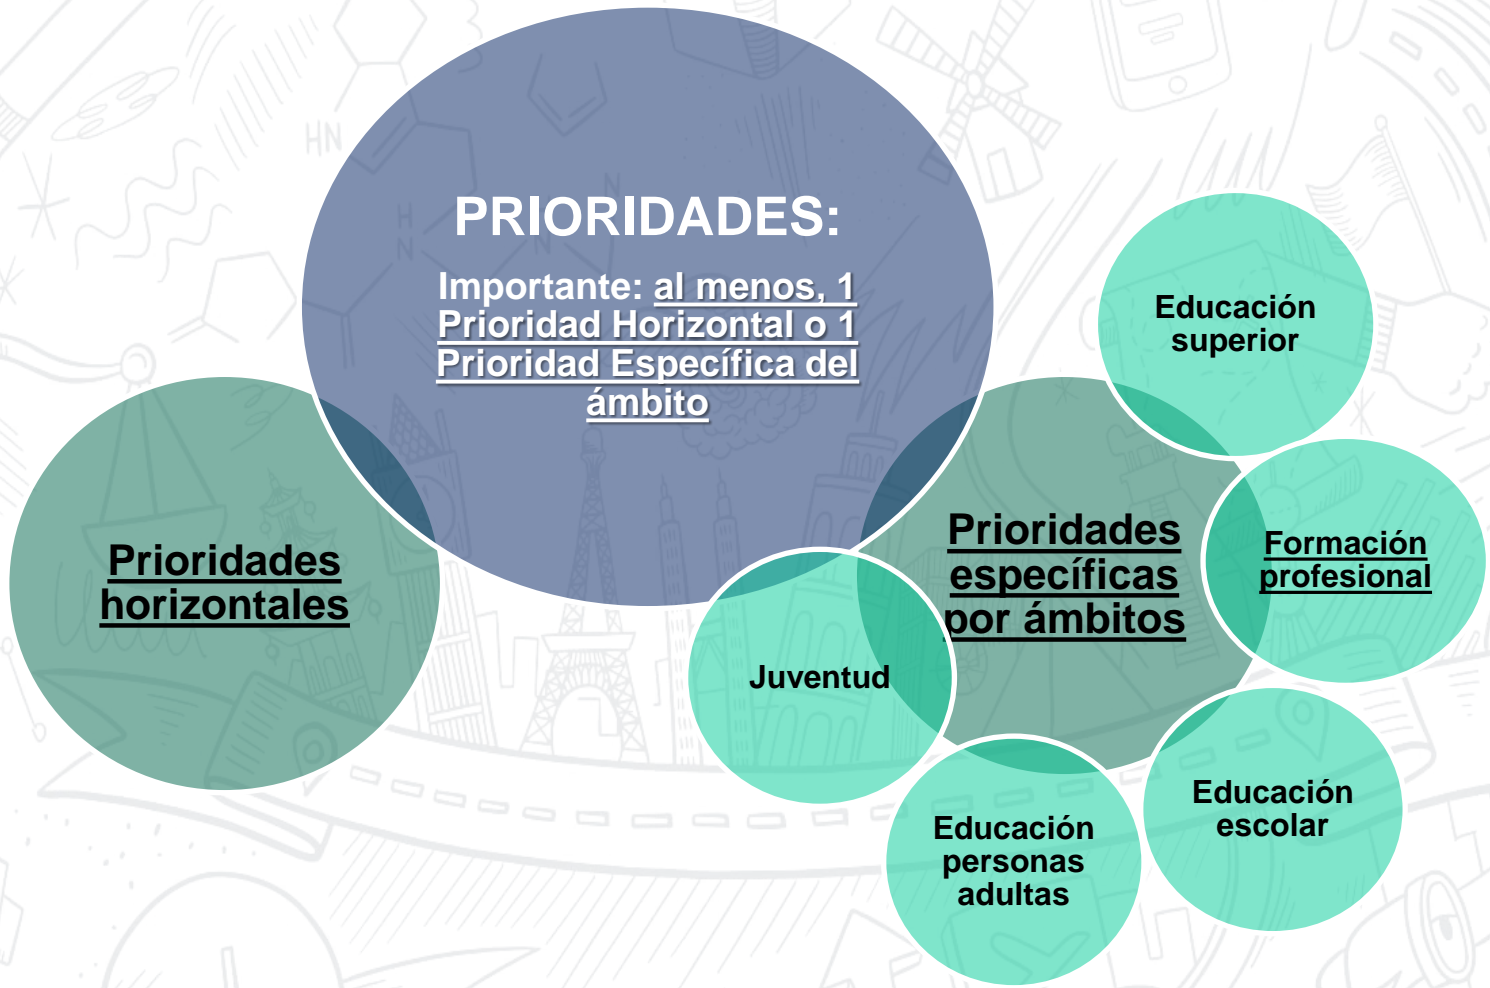 PRIORIDADES:
Importante: al menos, 1
Prioridad Horizontal o 1
Prioridad Específica del
ámbito
Prioridades
horizontales
Prioridades
específicas
por ámbitos
Educación
superior
Formación
profesional
Educación
escolar
Educación
personas
adultas
Juventud
HN
H
N
N
N